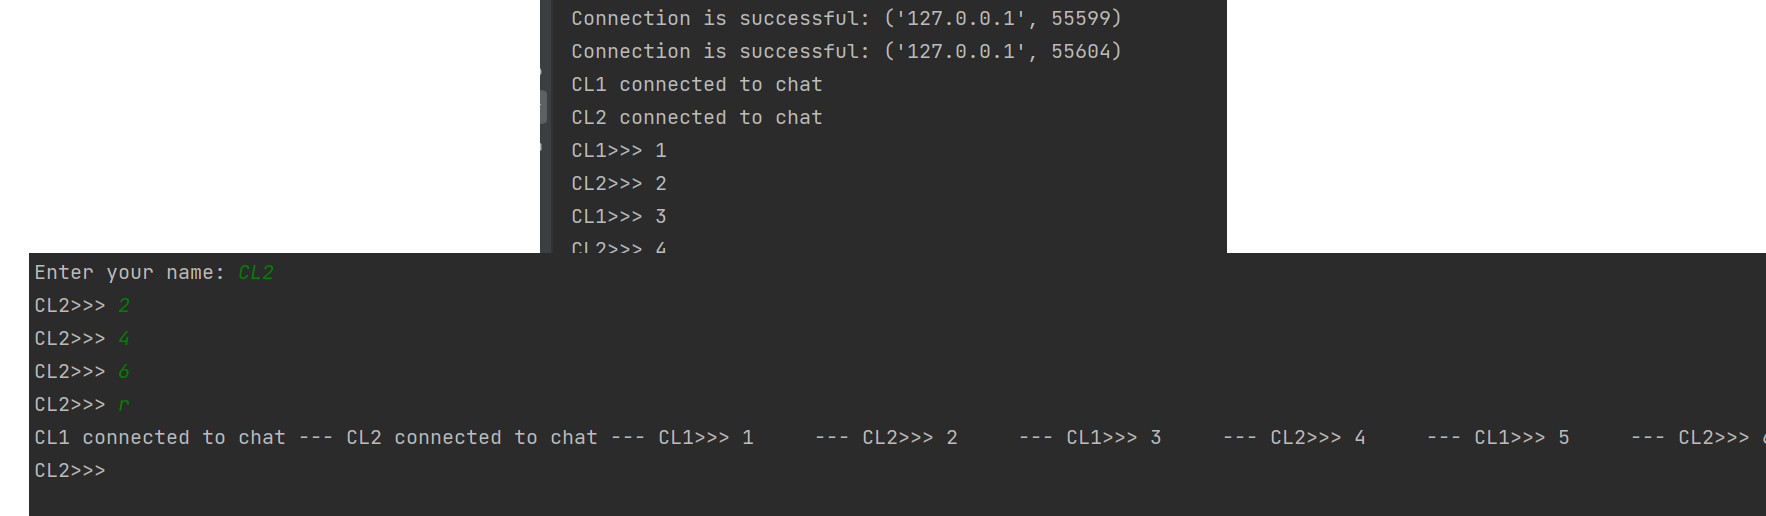 Connection is successful: ('127.0.0.1', 55599)
Connection is successful: ('127.0.0.1', 55604)
CL1 connected to chat
CL2 connected to chat
CL1>>> 1
CL2>>> 2
CL1>>> 3
CL2>>> 4
Enter your name: CL2
CL2>>> 2
CL2>>> 4
CL2>>> 6
CL2>>> r
CL1 connected to chat --- CL2 connected to chat --- CL1>>> 1     --- CL2>>> 2     --- CL1>>> 3     --- CL2>>> 4     --- CL1>>> 5     --- CL2>>>
CL2>>>